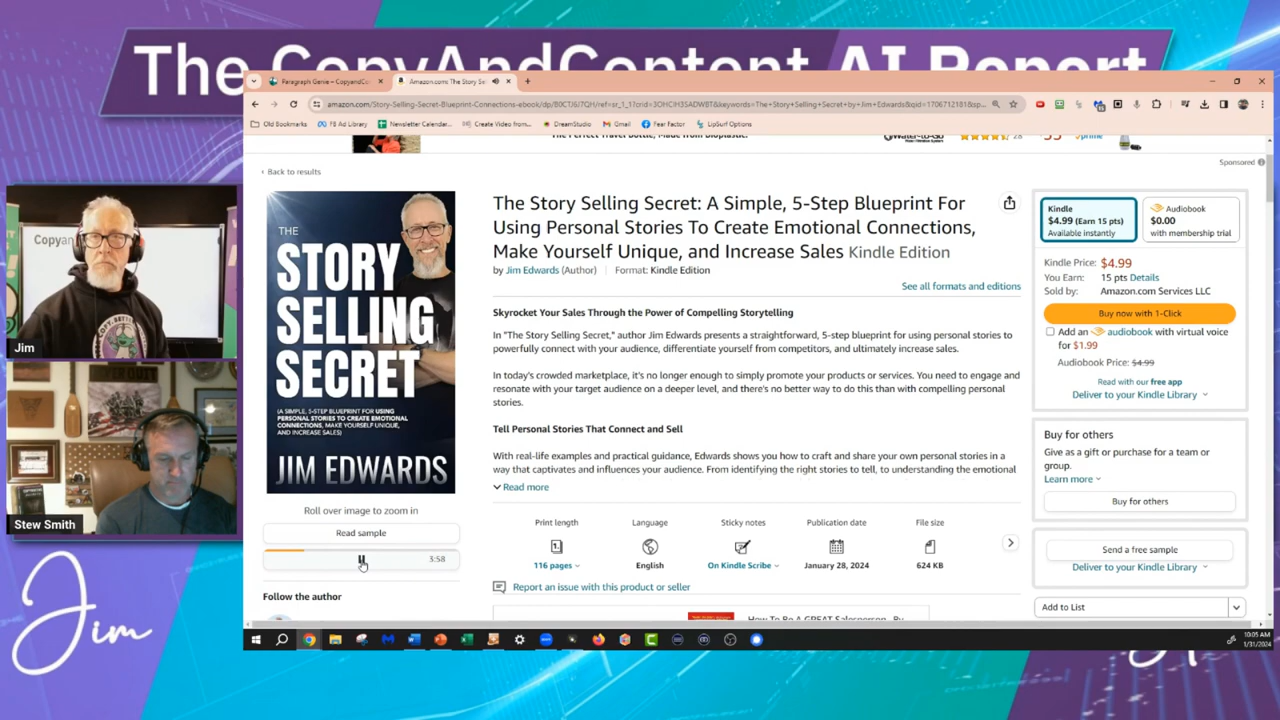 The CopyAndContent AI Report
Paragraph Genie – CopyandCo
Amazon.com: The Story Se
amazon.com/Story-Selling-Secret-Blueprint-Connections-ebook/dp/
Old Bookmarks
FB Ad Library
Newsletter Calendar...
Create Video from...
DreamStudio
Gmail
Fear Factor
LipSurf Options
The Perfect Travel Bottle, Made from Bioplastic.
Water-to-Go
28
prime
Sponsored
‹ Back to results
THE
STORY
SELLING
SECRET
(A SIMPLE, 5-STEP BLUEPRINT FOR USING
PERSONAL STORIES TO CREATE EMOTIONAL
CONNECTIONS, MAKE YOURSELF UNIQUE,
AND INCREASE SALES)
JIM EDWARDS
Roll over image to zoom in
Read sample
3:58
Follow the author
The Story Selling Secret: A Simple, 5-Step Blueprint For
Using Personal Stories To Create Emotional Connections,
Make Yourself Unique, and Increase Sales Kindle Edition
by Jim Edwards (Author) Format: Kindle Edition
See all formats and editions
Skyrocket Your Sales Through the Power of Compelling Storytelling
In "The Story Selling Secret," author Jim Edwards presents a straightforward, 5-step blueprint for using personal stories to
powerfully connect with your audience, differentiate yourself from competitors, and ultimately increase sales.
In today's crowded marketplace, it's no longer enough to simply promote your products or services. You need to engage and
resonate with your target audience on a deeper level, and there's no better way to do this than with compelling personal
stories.
Tell Personal Stories That Connect and Sell
With real-life examples and practical guidance, Edwards shows you how to craft and share your own personal stories in a
way that captivates and influences your audience. From identifying the right stories to tell, to understanding the emotional
Read more
Print length
116 pages
Language
English
Sticky notes
On Kindle Scribe
Publication date
January 28, 2024
File size
624 KB
Report an issue with this product or seller
How To Be A GREAT Salesperson...By
Kindle
$4.99 (Earn 15 pts)
Available instantly
Audiobook
$0.00
with membership trial
Kindle Price: $4.99
You Earn: 15 pts Details
Sold by: Amazon.com Services LLC
Buy now with 1-Click
Add an audiobook with virtual voice
for $1.99
Audiobook Price: $4.99
Read with our free app
Deliver to your Kindle Library
Buy for others
Give as a gift or purchase for a team or
group.
Learn more
Buy for others
Send a free sample
Deliver to your Kindle Library
Add to List
Copya
Jim
Stew Smith
Jim
10:05 AM
1/31/2024